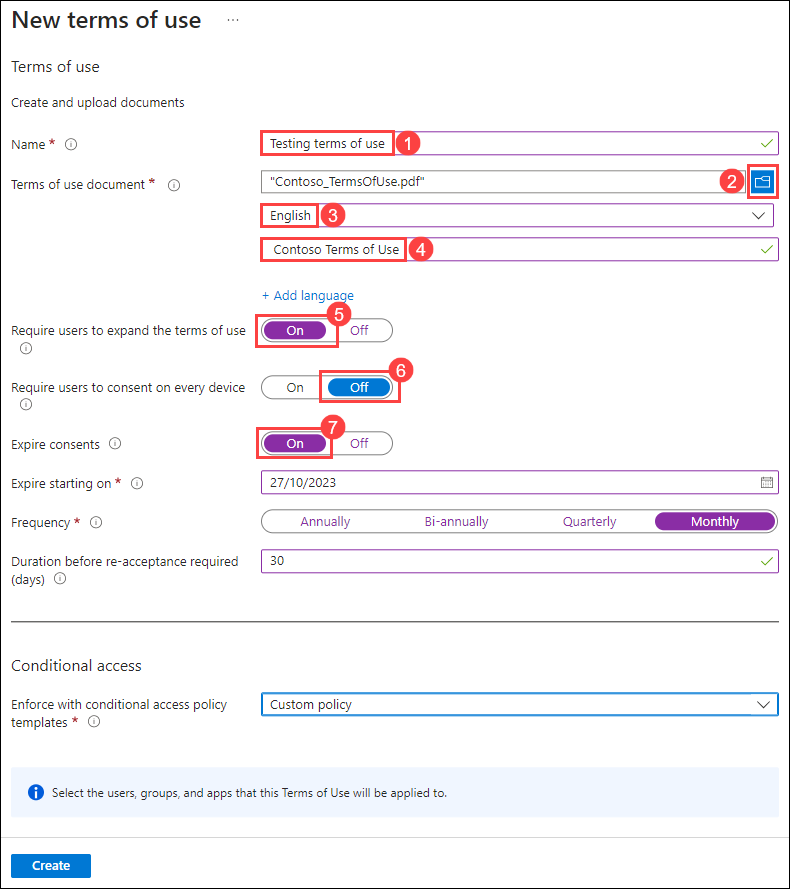 New terms of use ...
Terms of use
Create and upload documents
Name * Testing terms of use 1
Terms of use document * "Contoso_TermsOfUse.pdf" 2
English 3
Contoso Terms of Use 4
+ Add language
5
Require users to expand the terms of use On Off
6
Require users to consent on every device On Off
7
Expire consents On Off
Expire starting on * 27/10/2023
Frequency * Annually Bi-annually Quarterly Monthly
Duration before re-acceptance required 30
(days)
Conditional access
Enforce with conditional access policy Custom policy
templates *
Select the users, groups, and apps that this Terms of Use will be applied to.
Create